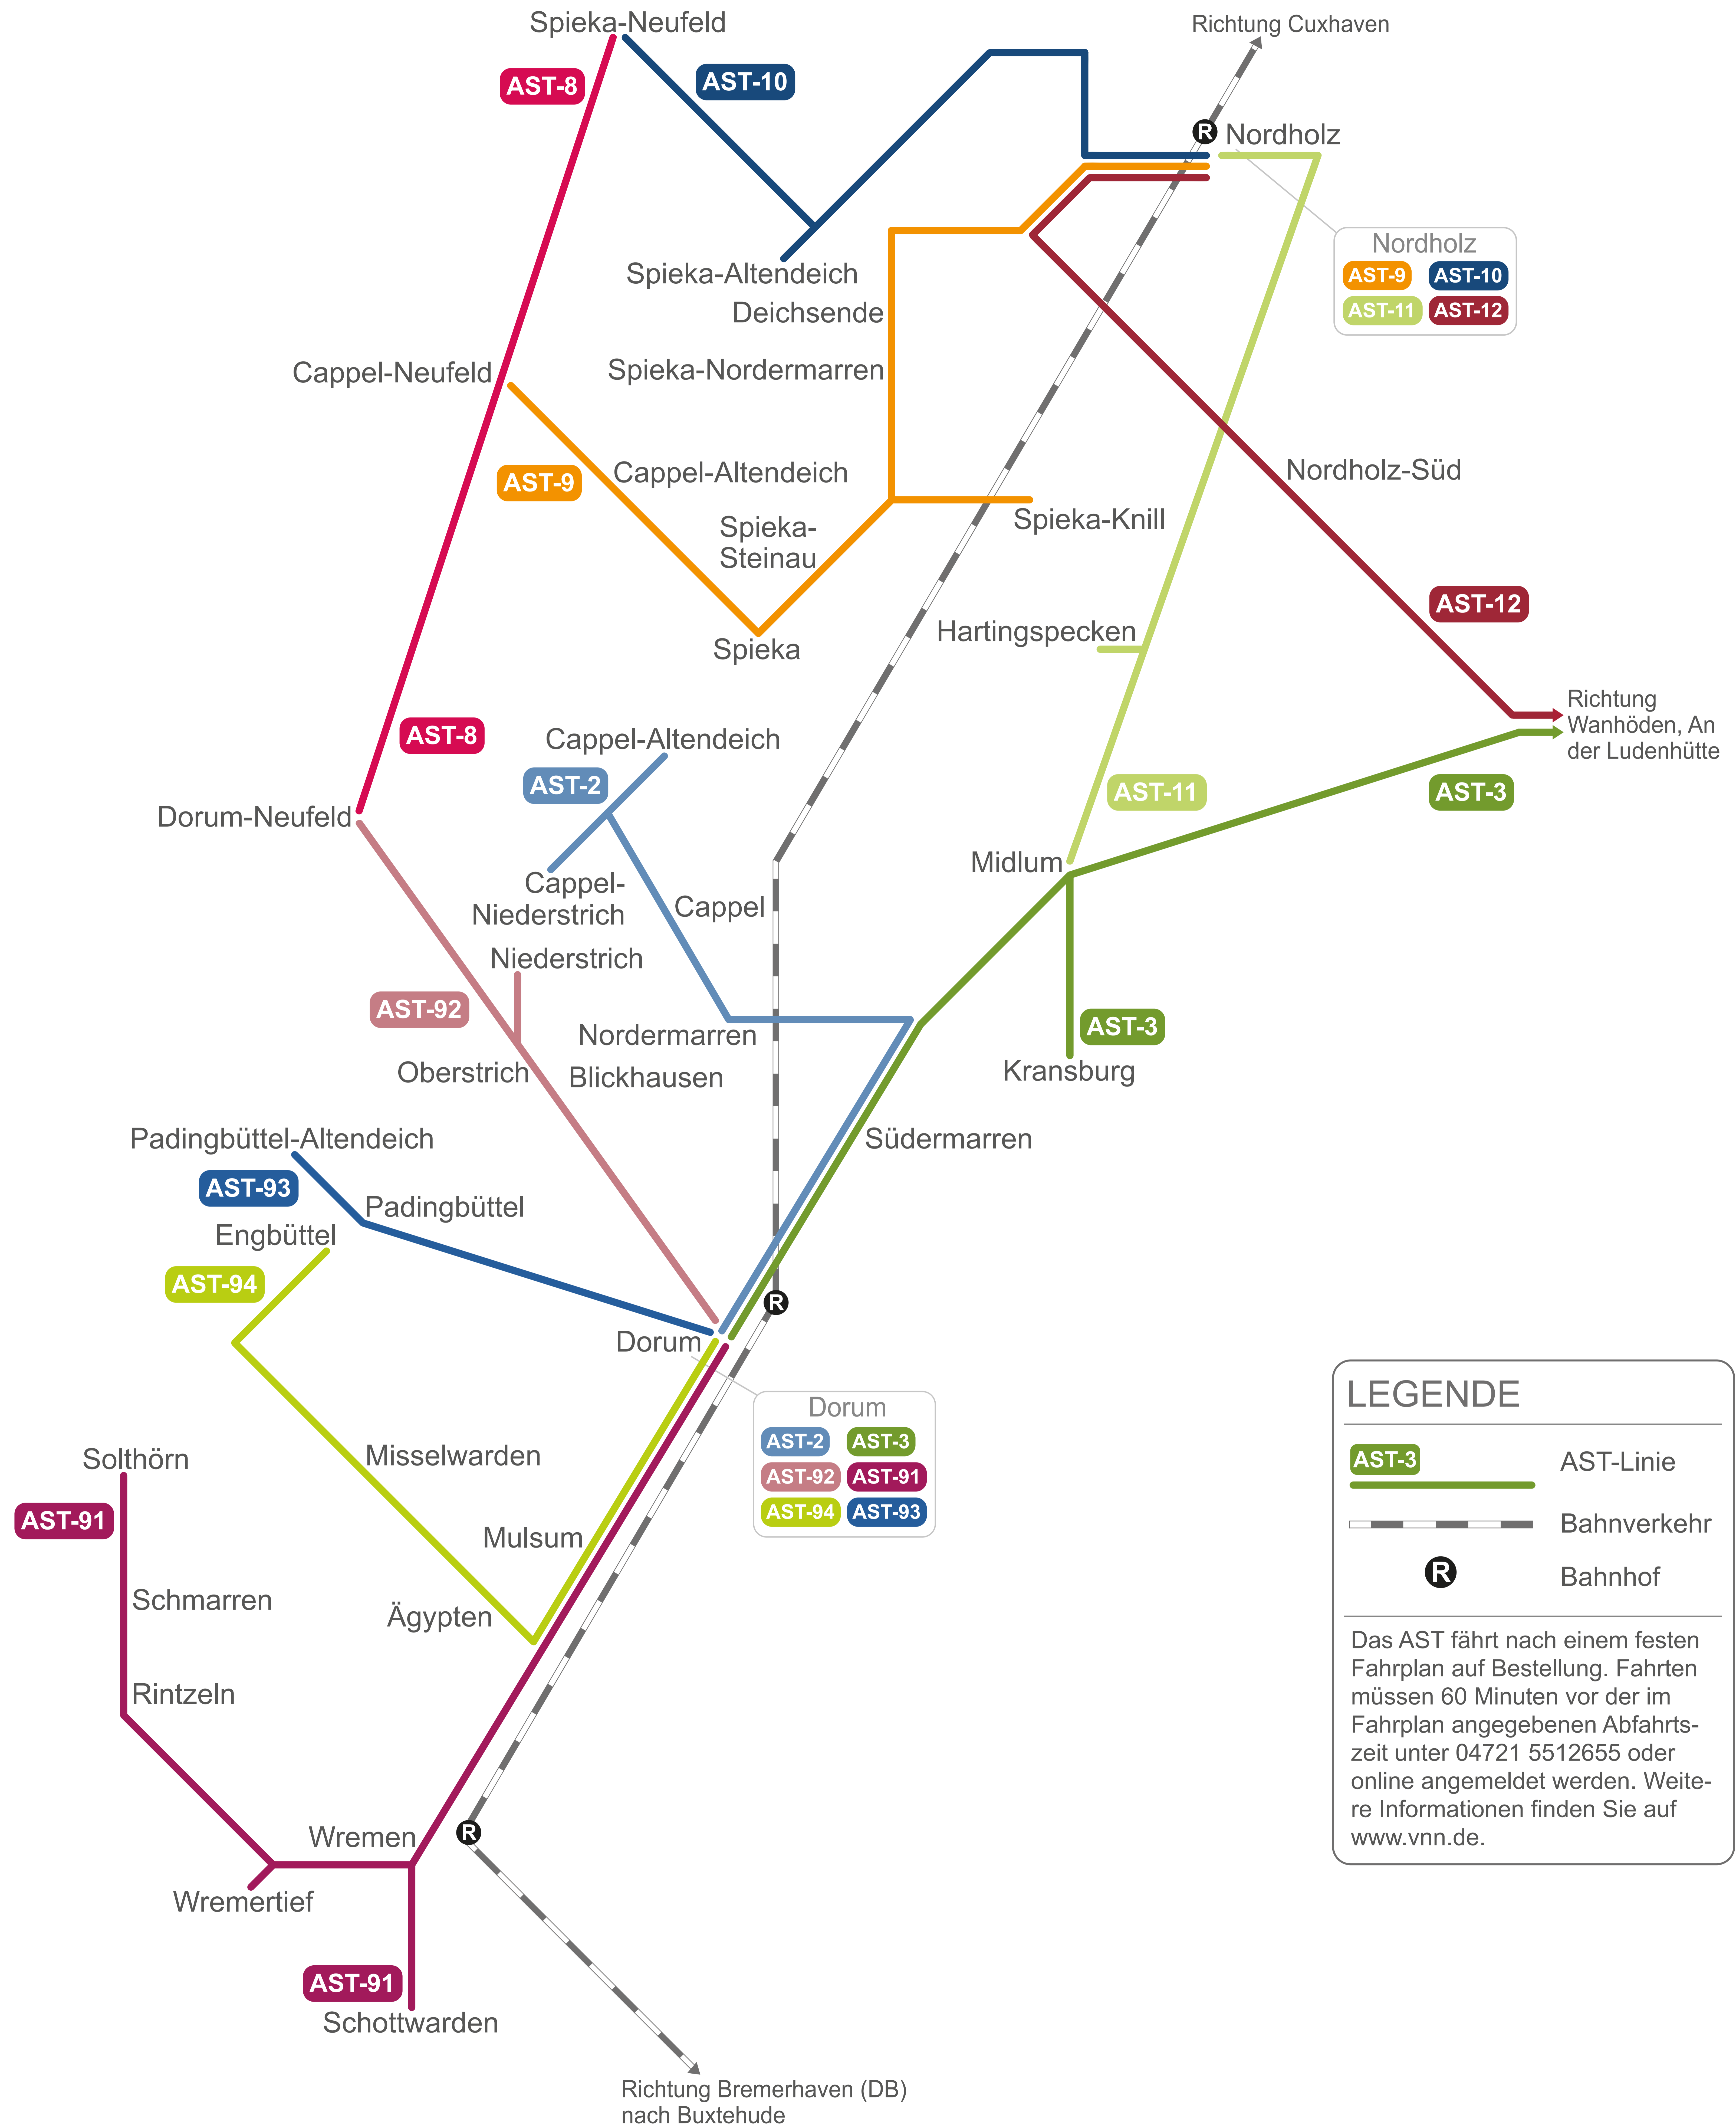 Spieka-Neufeld
Richtung Cuxhaven
AST-8
AST-10
Nordholz
R
Nordholz
AST-9
AST-10
AST-11
AST-12
Spieka-Altendeich
Deichsende
Spieka-Nordermarren
Cappel-Neufeld
AST-9
Cappel-Altendeich
Nordholz-Süd
Spieka-
Steinau
Spieka-Knill
AST-12
Hartingspecken
Spieka
Richtung
Wanhöden, An
der Ludenhütte
AST-8
Cappel-Altendeich
AST-2
AST-11
AST-3
Dorum-Neufeld
Midlum
Cappel-
Niederstrich
Cappel
Niederstrich
AST-92
Nordermarren
AST-3
Oberstrich
Blickhausen
Kransburg
Padingbüttel-Altendeich
Südermarren
AST-93
Padingbüttel
Engbüttel
AST-94
R
Dorum
Dorum
AST-2
AST-3
AST-92
AST-91
AST-94
AST-93
Misselwarden
Solthörn
AST-91
Mulsum
Schmarren
Ägypten
Rintzeln
R
Wremen
Wremertief
AST-91
Schottwarden
Richtung Bremerhaven (DB)
nach Buxtehude
LEGENDE
AST-3
AST-Linie
Bahnverkehr
R
Bahnhof
Das AST fährt nach einem festen
Fahrplan auf Bestellung. Fahrten
müssen 60 Minuten vor der im
Fahrplan angegebenen Abfahrts-
zeit unter 04721 5512655 oder
online angemeldet werden. Weite-
re Informationen finden Sie auf
www.vnn.de.